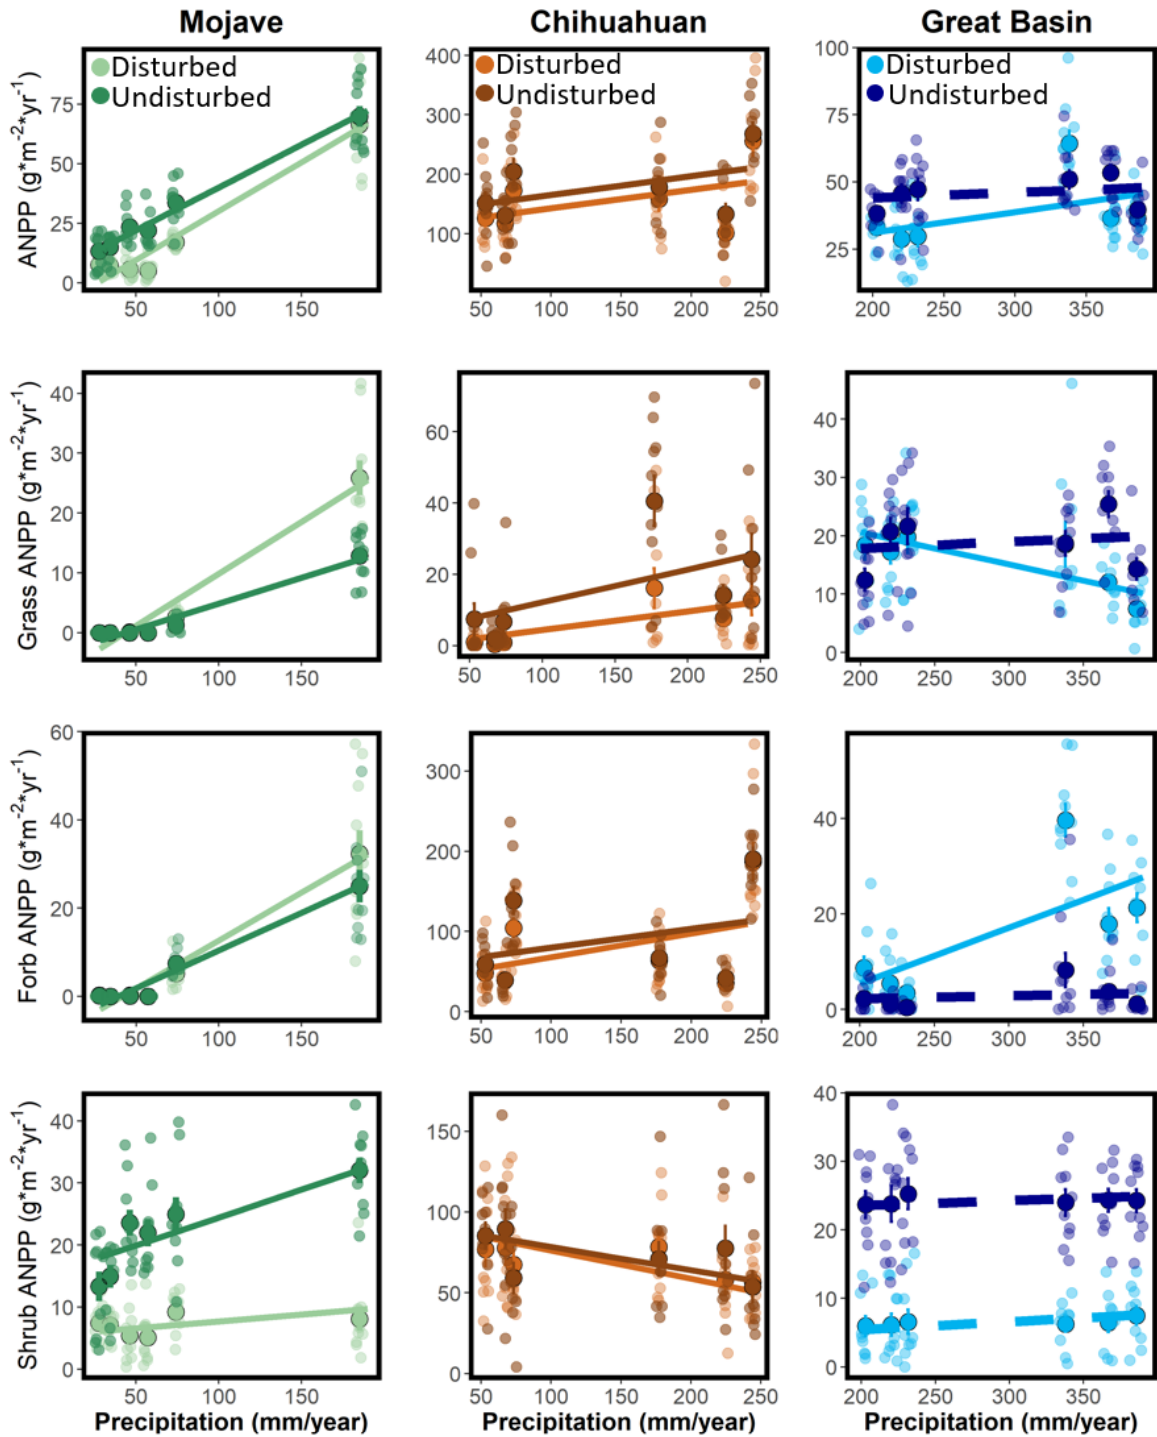 Mojave Chihuahuan Great Basin
Disturbed
Undisturbed
Disturbed
Undisturbed
Disturbed
Undisturbed
ANPP (g*m-2*yr-1)
75
50
25
0
50 100 150
400
300
200
100
50 100 150 200 250
100
75
50
25
200 250 300 350
Grass ANPP (g*m-2*yr-1)
40
30
20
10
0
50 100 150
60
40
20
0
50 100 150 200 250
40
30
20
10
0
200 250 300 350
Forb ANPP (g*m-2*yr-1)
60
40
20
0
50 100 150
300
200
100
0
50 100 150 200 250
40
20
0
200 250 300 350
Shrub ANPP (g*m-2*yr-1)
40
30
20
10
0
50 100 150
150
100
50
0
50 100 150 200 250
40
30
20
10
0
200 250 300 350
Precipitation (mm/year) Precipitation (mm/year) Precipitation (mm/year)